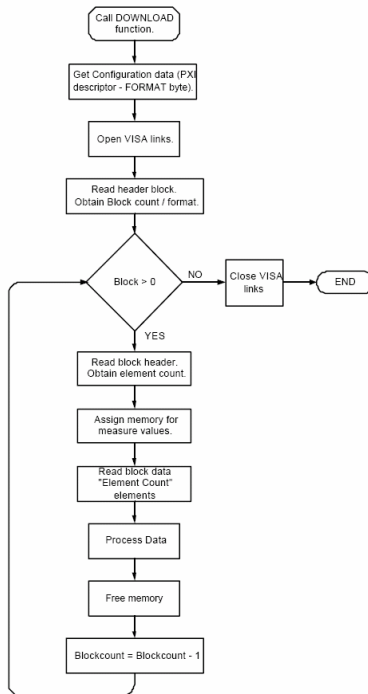 Call DOWNLOAD
function.
Get Configuration data (PXI
descriptor - FORMAT byte).
Open VISA links.
Read header block.
Obtain Block count / format.
Block > 0
NO
Close VISA
links
END
YES
Read block header.
Obtain element count.
Assign memory for
measure values.
Read block data
"Element Count"
elements
Process Data
Free memory
Blockcount = Blockcount - 1